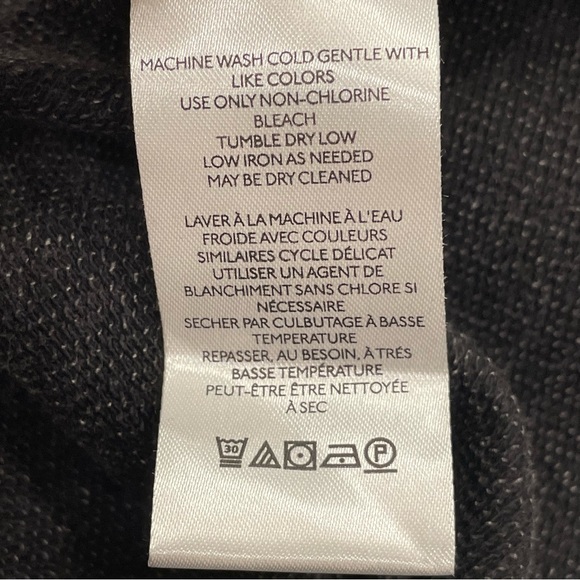 MACHINE WASH COLD GENTLE WITH
LIKE COLORS
USE ONLY NON-CHLORINE
BLEACH
TUMBLE DRY LOW
LOW IRON AS NEEDED
MAY BE DRY CLEANED
LAVER À LA MACHINE À L'EAU
FROIDE AVEC COULEURS
SIMILAIRES CYCLE DÉLICAT
UTILISER UN AGENT DE
BLANCHIMENT SANS CHLORE SI
NÉCESSAIRE
SECHER PAR CULBUTAGE À BASSE
TEMPERATURE
REPASSER, AU BESOIN, À TRÉS
BASSE TEMPÉRATURE
PEUT-ÊTRE ÊTRE NETTOYÉE
À SEC
30 P